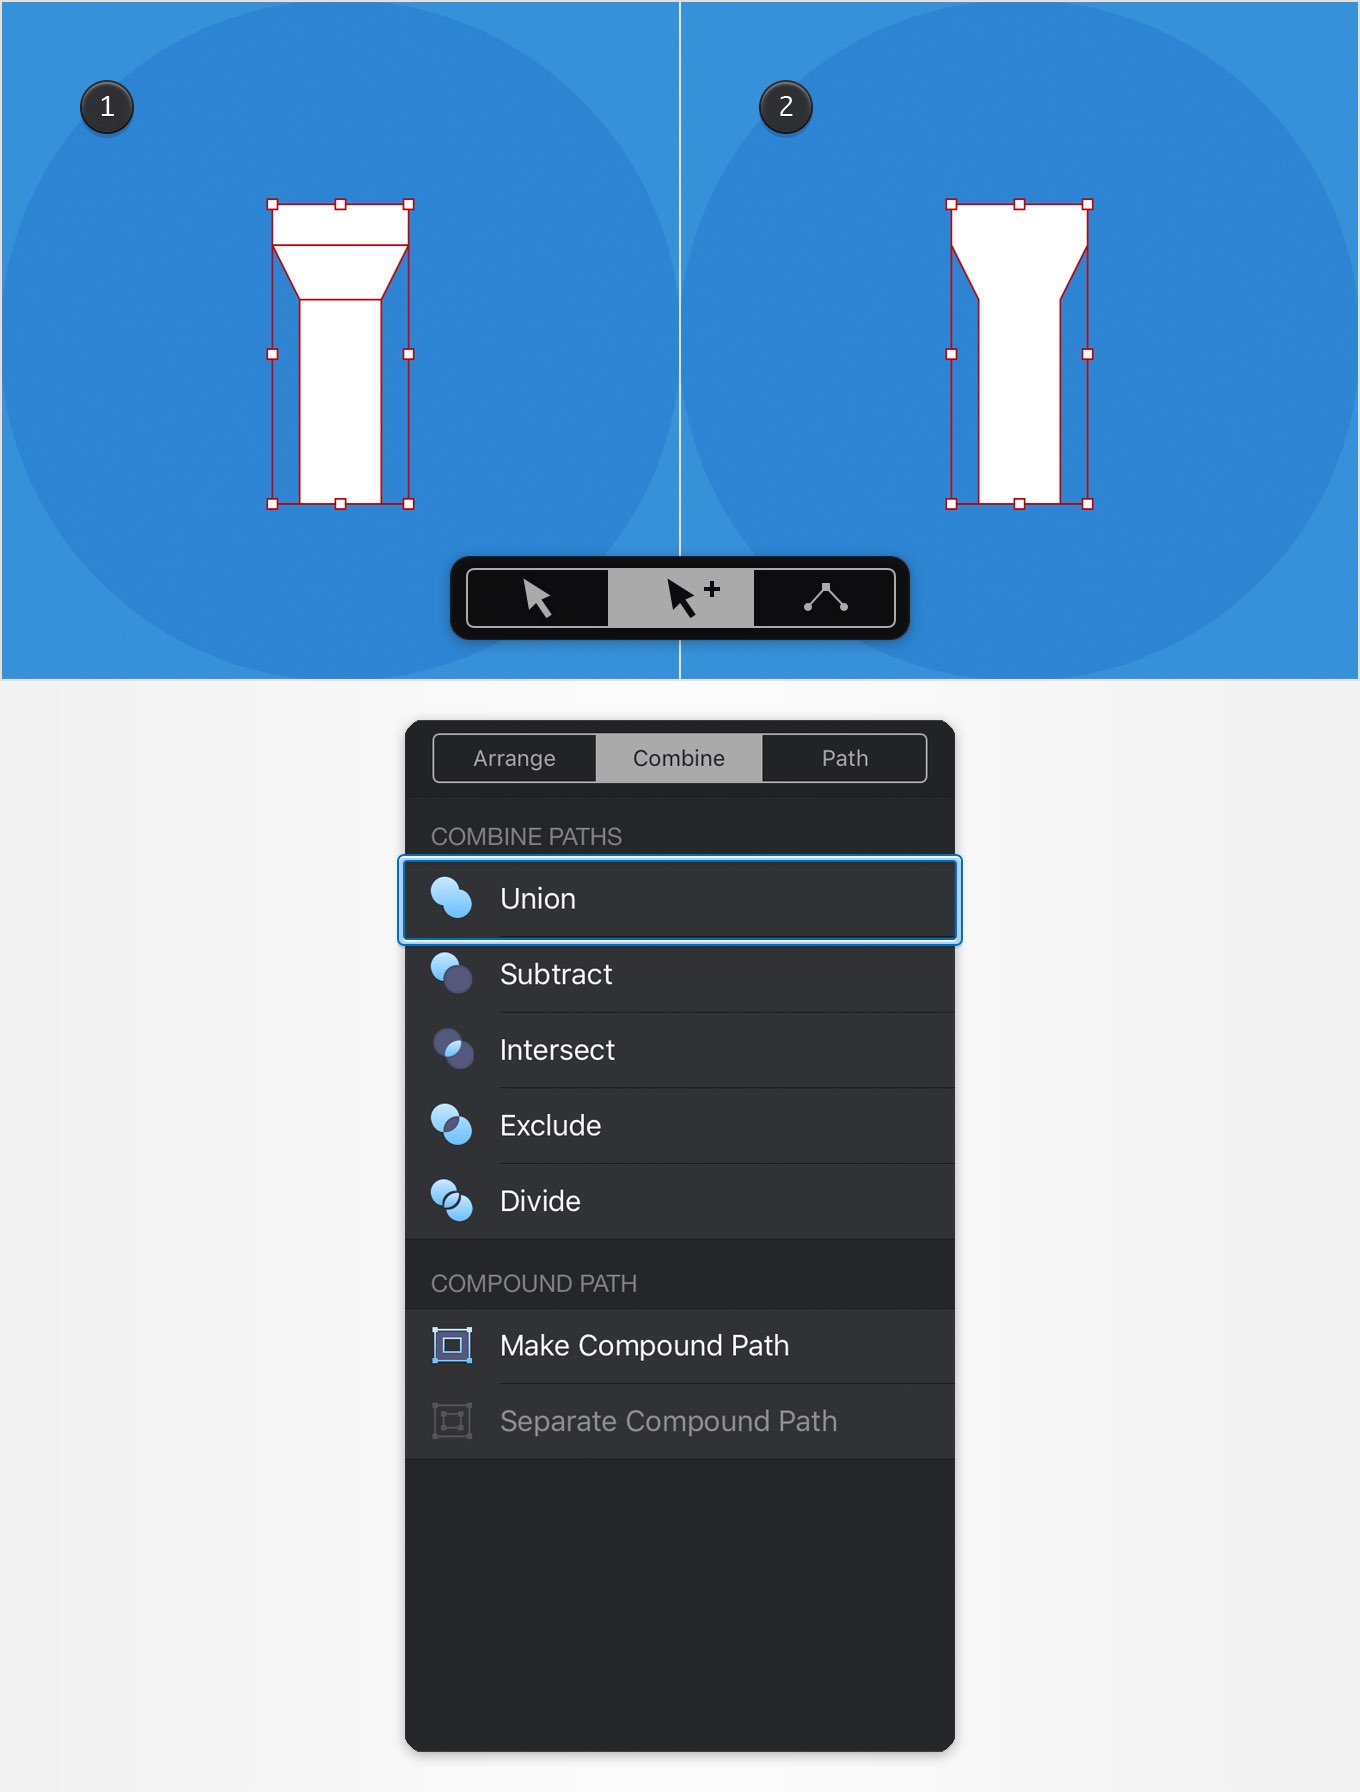 1
2
Arrange
Combine
Path
COMBINE PATHS
Union
Subtract
Intersect
Exclude
Divide
COMPOUND PATH
Make Compound Path
Separate Compound Path